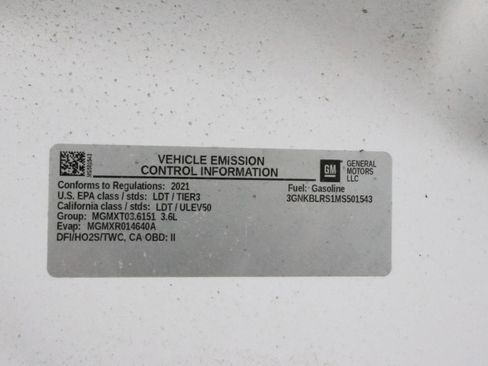 VEHICLE EMISSION
CONTROL INFORMATION
GM
GENERAL
MOTORS
LLC
Conforms to Regulations: 2021
U.S. EPA class / stds: LDT / TIER3
California class / stds: LDT / ULEV50
Group: MGMXT03.6151 3.6L
Evap: MGMXR014640A
DFI/HO2S/TWC, CA OBD: II
Fuel: Gasoline
3GNKBLRS1MS501543